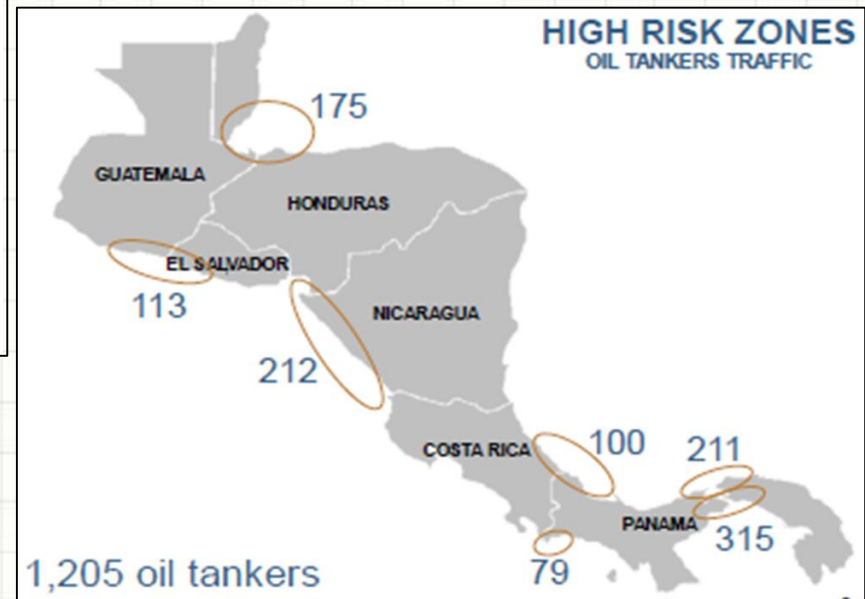 HIGH RISK ZONES
OIL TANKERS TRAFFIC
175
GUATEMALA
HONDURAS
EL SALVADOR
113
NICARAGUA
212
COSTA RICA
100
211
PANAMA
315
79
1,205 oil tankers